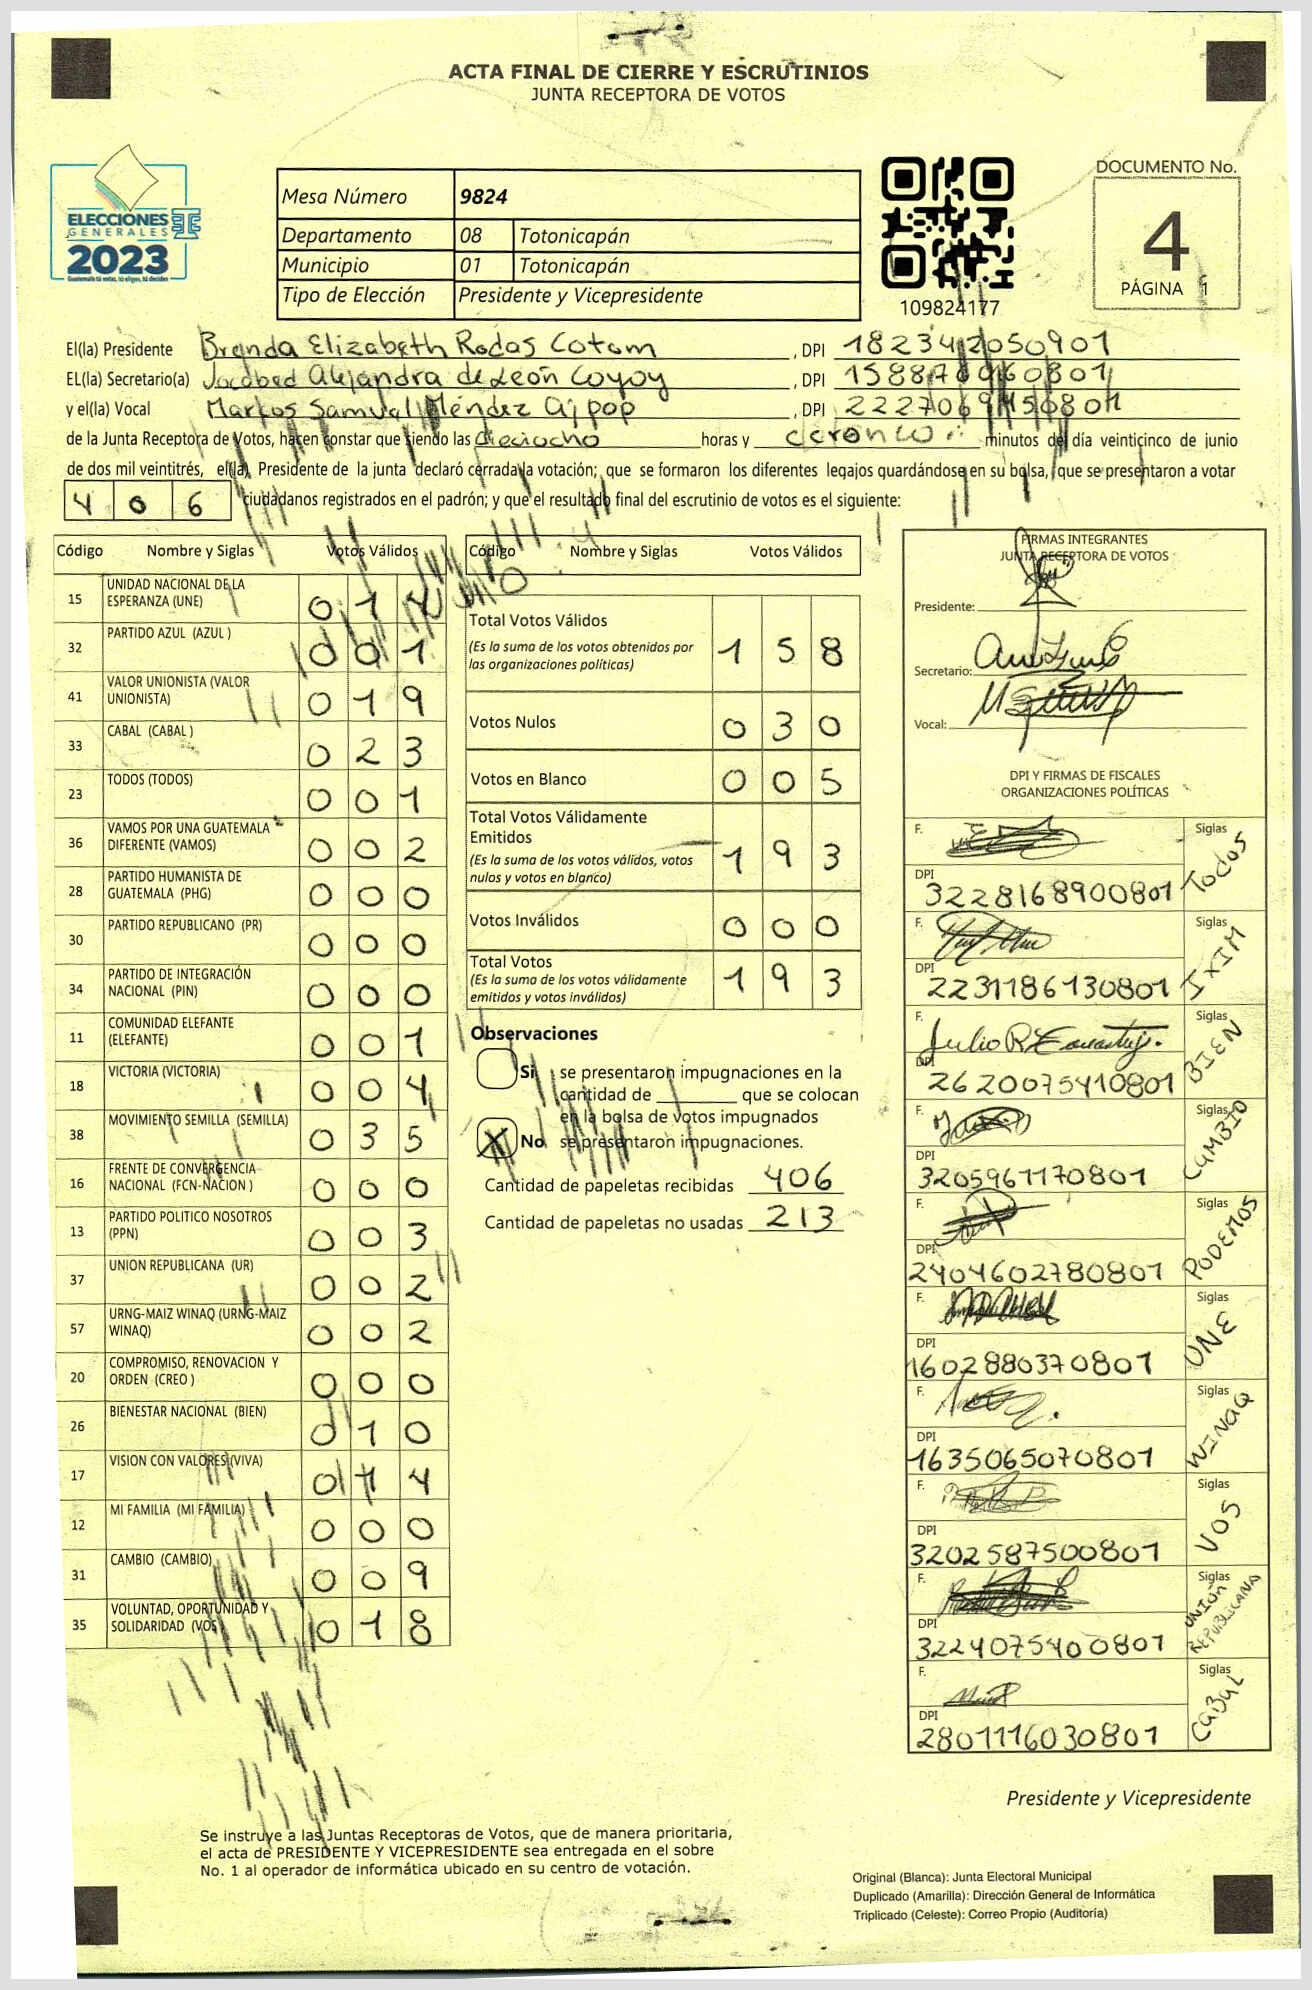 ACTA FINAL DE CIERRE Y ESCRUTINIOS
JUNTA RECEPTORA DE VOTOS
ELECCIONES
GENERALES
2023
Guatemala tú votas, tú eliges, tú decides
Mesa Número 9824
Departamento 08 Totonicapán
Municipio 01 Totonicapán
Tipo de Elección Presidente y Vicepresidente
109824177
DOCUMENTO No.
4
PÁGINA 1
El(la) Presidente Brenda Elizabeth Rodas Cotom , DPI 1823412050901
EL(la) Secretario(a) Jocabed Alejandra de León Coyoy , DPI 1588780960801
y el(la) Vocal Marcos Samuel Méndez Ajpop , DPI
de la Junta Receptora de Votos, hacen constar que siendo las dieciocho horas y minutos del día veinticinco de junio
de dos mil veintitrés, el(la) Presidente de la junta declaró cerrada la votación; que se formaron los diferentes legajos guardándose en su bolsa, que se presentaron a votar
406 ciudadanos registrados en el padrón; y que el resultado final del escrutinio de votos es el siguiente:
Código Nombre y Siglas Votos Válidos
15 UNIDAD NACIONAL DE LA ESPERANZA (UNE) 0 1
32 PARTIDO AZUL (AZUL ) 0 0 1
41 VALOR UNIONISTA (VALOR UNIONISTA) 0 1 9
33 CABAL (CABAL ) 0 2 3
23 TODOS (TODOS) 0 0 1
36 VAMOS POR UNA GUATEMALA DIFERENTE (VAMOS) 0 0 2
28 PARTIDO HUMANISTA DE GUATEMALA (PHG) 0 0 0
30 PARTIDO REPUBLICANO (PR) 0 0 0
34 PARTIDO DE INTEGRACIÓN NACIONAL (PIN) 0 0 0
11 COMUNIDAD ELEFANTE (ELEFANTE) 0 0 1
18 VICTORIA (VICTORIA) 0 0 4
38 MOVIMIENTO SEMILLA (SEMILLA) 0 3 5
16 FRENTE DE CONVERGENCIA NACIONAL (FCN-NACION ) 0 0 0
13 PARTIDO POLITICO NOSOTROS (PPN) 0 0 3
37 UNION REPUBLICANA (UR) 0 0 2
57 URNG-MAIZ WINAQ (URNG-MAIZ WINAQ) 0 0 2
20 COMPROMISO, RENOVACION Y ORDEN (CREO ) 0 0 0
26 BIENESTAR NACIONAL (BIEN) 0 1 0
17 VISION CON VALORES (VIVA) 0 1 4
12 MI FAMILIA (MI FAMILIA) 0 0 0
31 CAMBIO (CAMBIO) 0 0 9
35 VOLUNTAD, OPORTUNIDAD Y SOLIDARIDAD (VOS ) 0 1 8
Código Nombre y Siglas Votos Válidos
Total Votos Válidos 1 5 8
(Es la suma de los votos obtenidos por
las organizaciones políticas)
Votos Nulos 0 3 0
Votos en Blanco 0 0 5
Total Votos Válidamente
Emitidos 1 9 3
(Es la suma de los votos válidos, votos
nulos y votos en blanco)
Votos Inválidos 0 0 0
Total Votos 1 9 3
(Es la suma de los votos válidamente
emitidos y votos inválidos)
Observaciones
Si se presentaron impugnaciones en la
cantidad de ________ que se colocan
en la bolsa de votos impugnados
X No se presentaron impugnaciones.
Cantidad de papeletas recibidas 406
Cantidad de papeletas no usadas 213
FIRMAS INTEGRANTES
JUNTA RECEPTORA DE VOTOS
Presidente:
Secretario:
Vocal:
DPI Y FIRMAS DE FISCALES
ORGANIZACIONES POLÍTICAS
F. Siglas Todos
DPI 3228168900801
F. Siglas IXIM
DPI 2231186130801
F. Siglas BIEN
DPI 2620075410801
F. Siglas CAMBIO
DPI 3205961170801
F. Siglas PODEMOS
DPI 2404602780801
F. Siglas UNE
DPI 1602880370801
F. Siglas WINAQ
DPI 1635065070801
F. Siglas VOS
DPI 3202587500801
F. Siglas UNIÓN REPUBLICANA
DPI 3224075400801
F. Siglas CABAL
DPI 2801116030801
Presidente y Vicepresidente
Se instruye a las Juntas Receptoras de Votos, que de manera prioritaria,
el acta de PRESIDENTE Y VICEPRESIDENTE sea entregada en el sobre
No. 1 al operador de informática ubicado en su centro de votación.
Original (Blanca): Junta Electoral Municipal
Duplicado (Amarilla): Dirección General de Informática
Triplicado (Celeste): Correo Propio (Auditoría)